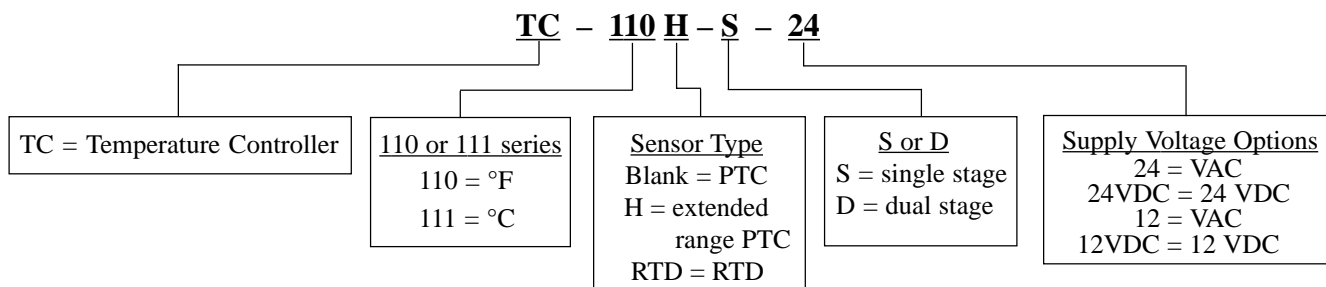 TC – 110 H – S – 24
TC = Temperature Controller
110 or 111 series
110 = °F
111 = °C
Sensor Type
Blank = PTC
H = extended
range PTC
RTD = RTD
S or D
S = single stage
D = dual stage
Supply Voltage Options
24 = VAC
24VDC = 24 VDC
12 = VAC
12VDC = 12 VDC